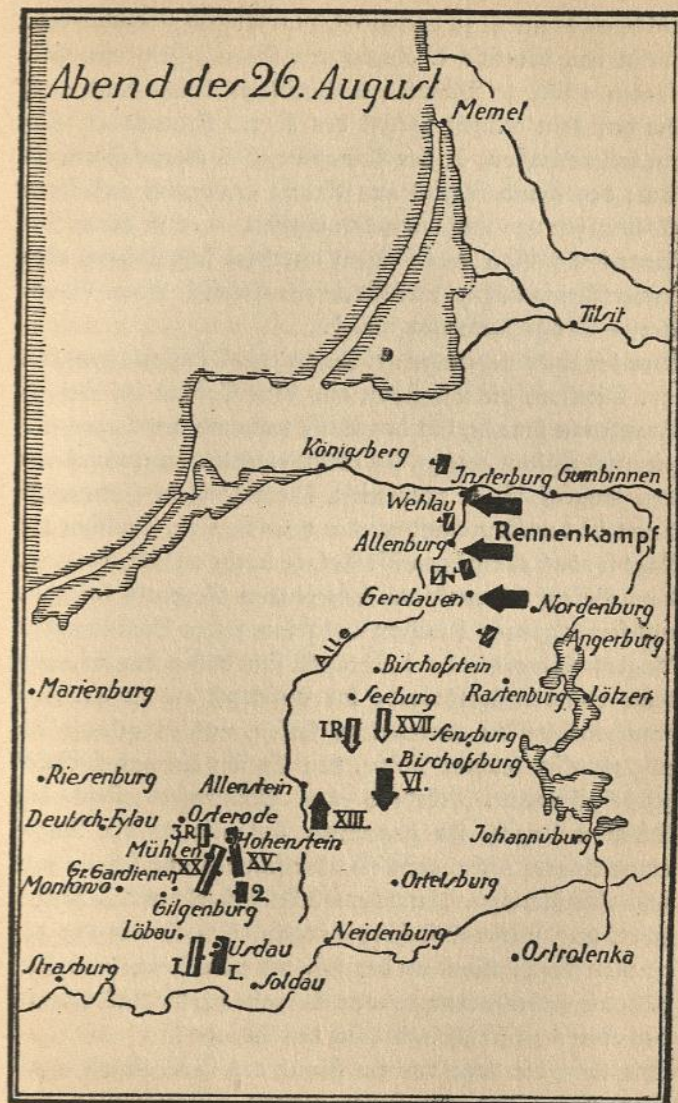 Abend des 26. August
Memel
Tilsit
Königsberg
Insterburg
Gumbinnen
Wehlau
Rennenkampf
Allenburg
Gerdauen
Nordenburg
Angerburg
Alle
Bischofstein
Marienburg
Seeburg
Rastenburg
Lötzen
I.R
XVII
Sensburg
Bischofsburg
Riesenburg
Allenstein
VI.
Deutsch-Eylau
Osterode
XIII.
3R
Hohenstein
Johannisburg
Mühlen
XX
XV.
Gr. Gardienen
Montowo
2.
Ortelsburg
Gilgenburg
Löbau
Usdau
Neidenburg
Ostrolenka
Strasburg
I.
I.
Soldau